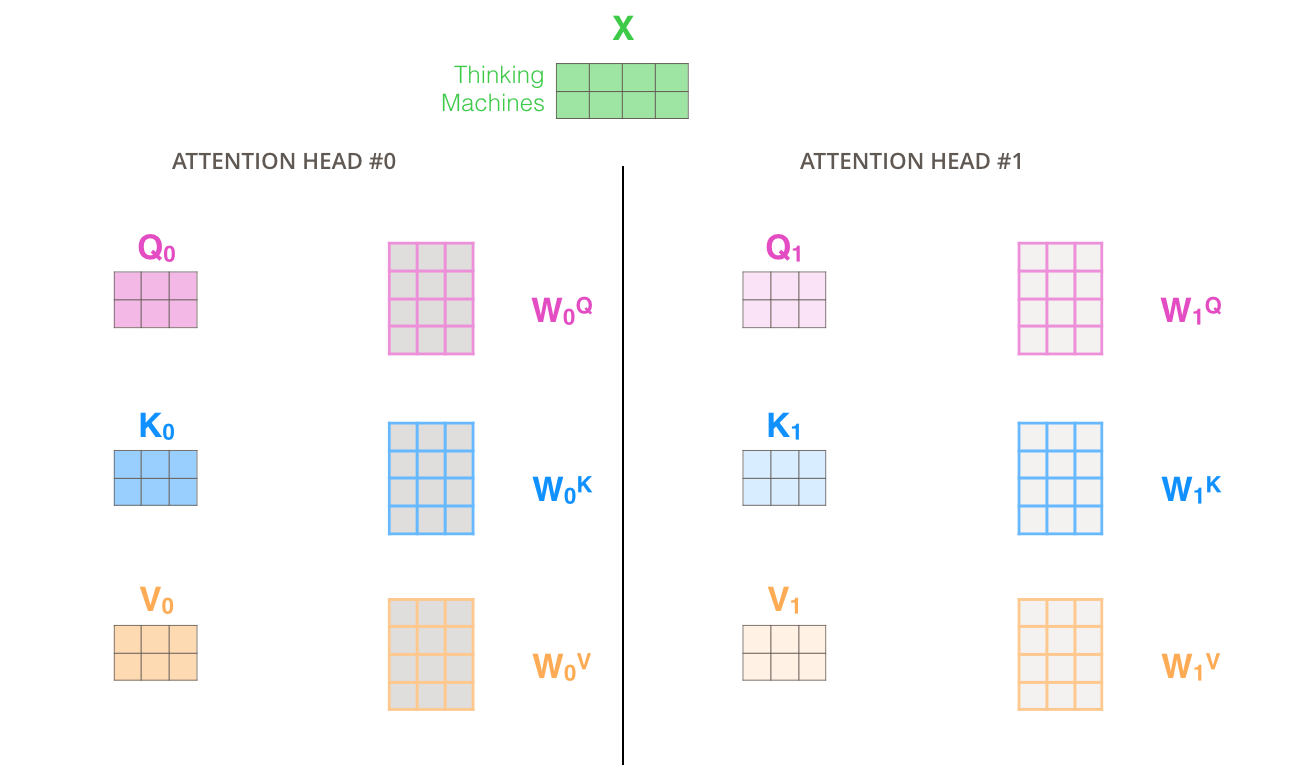 X
Thinking
Machines
ATTENTION HEAD #0
Q₀
W₀Q
K₀
W₀K
V₀
W₀V
ATTENTION HEAD #1
Q₁
W₁Q
K₁
W₁K
V₁
W₁V